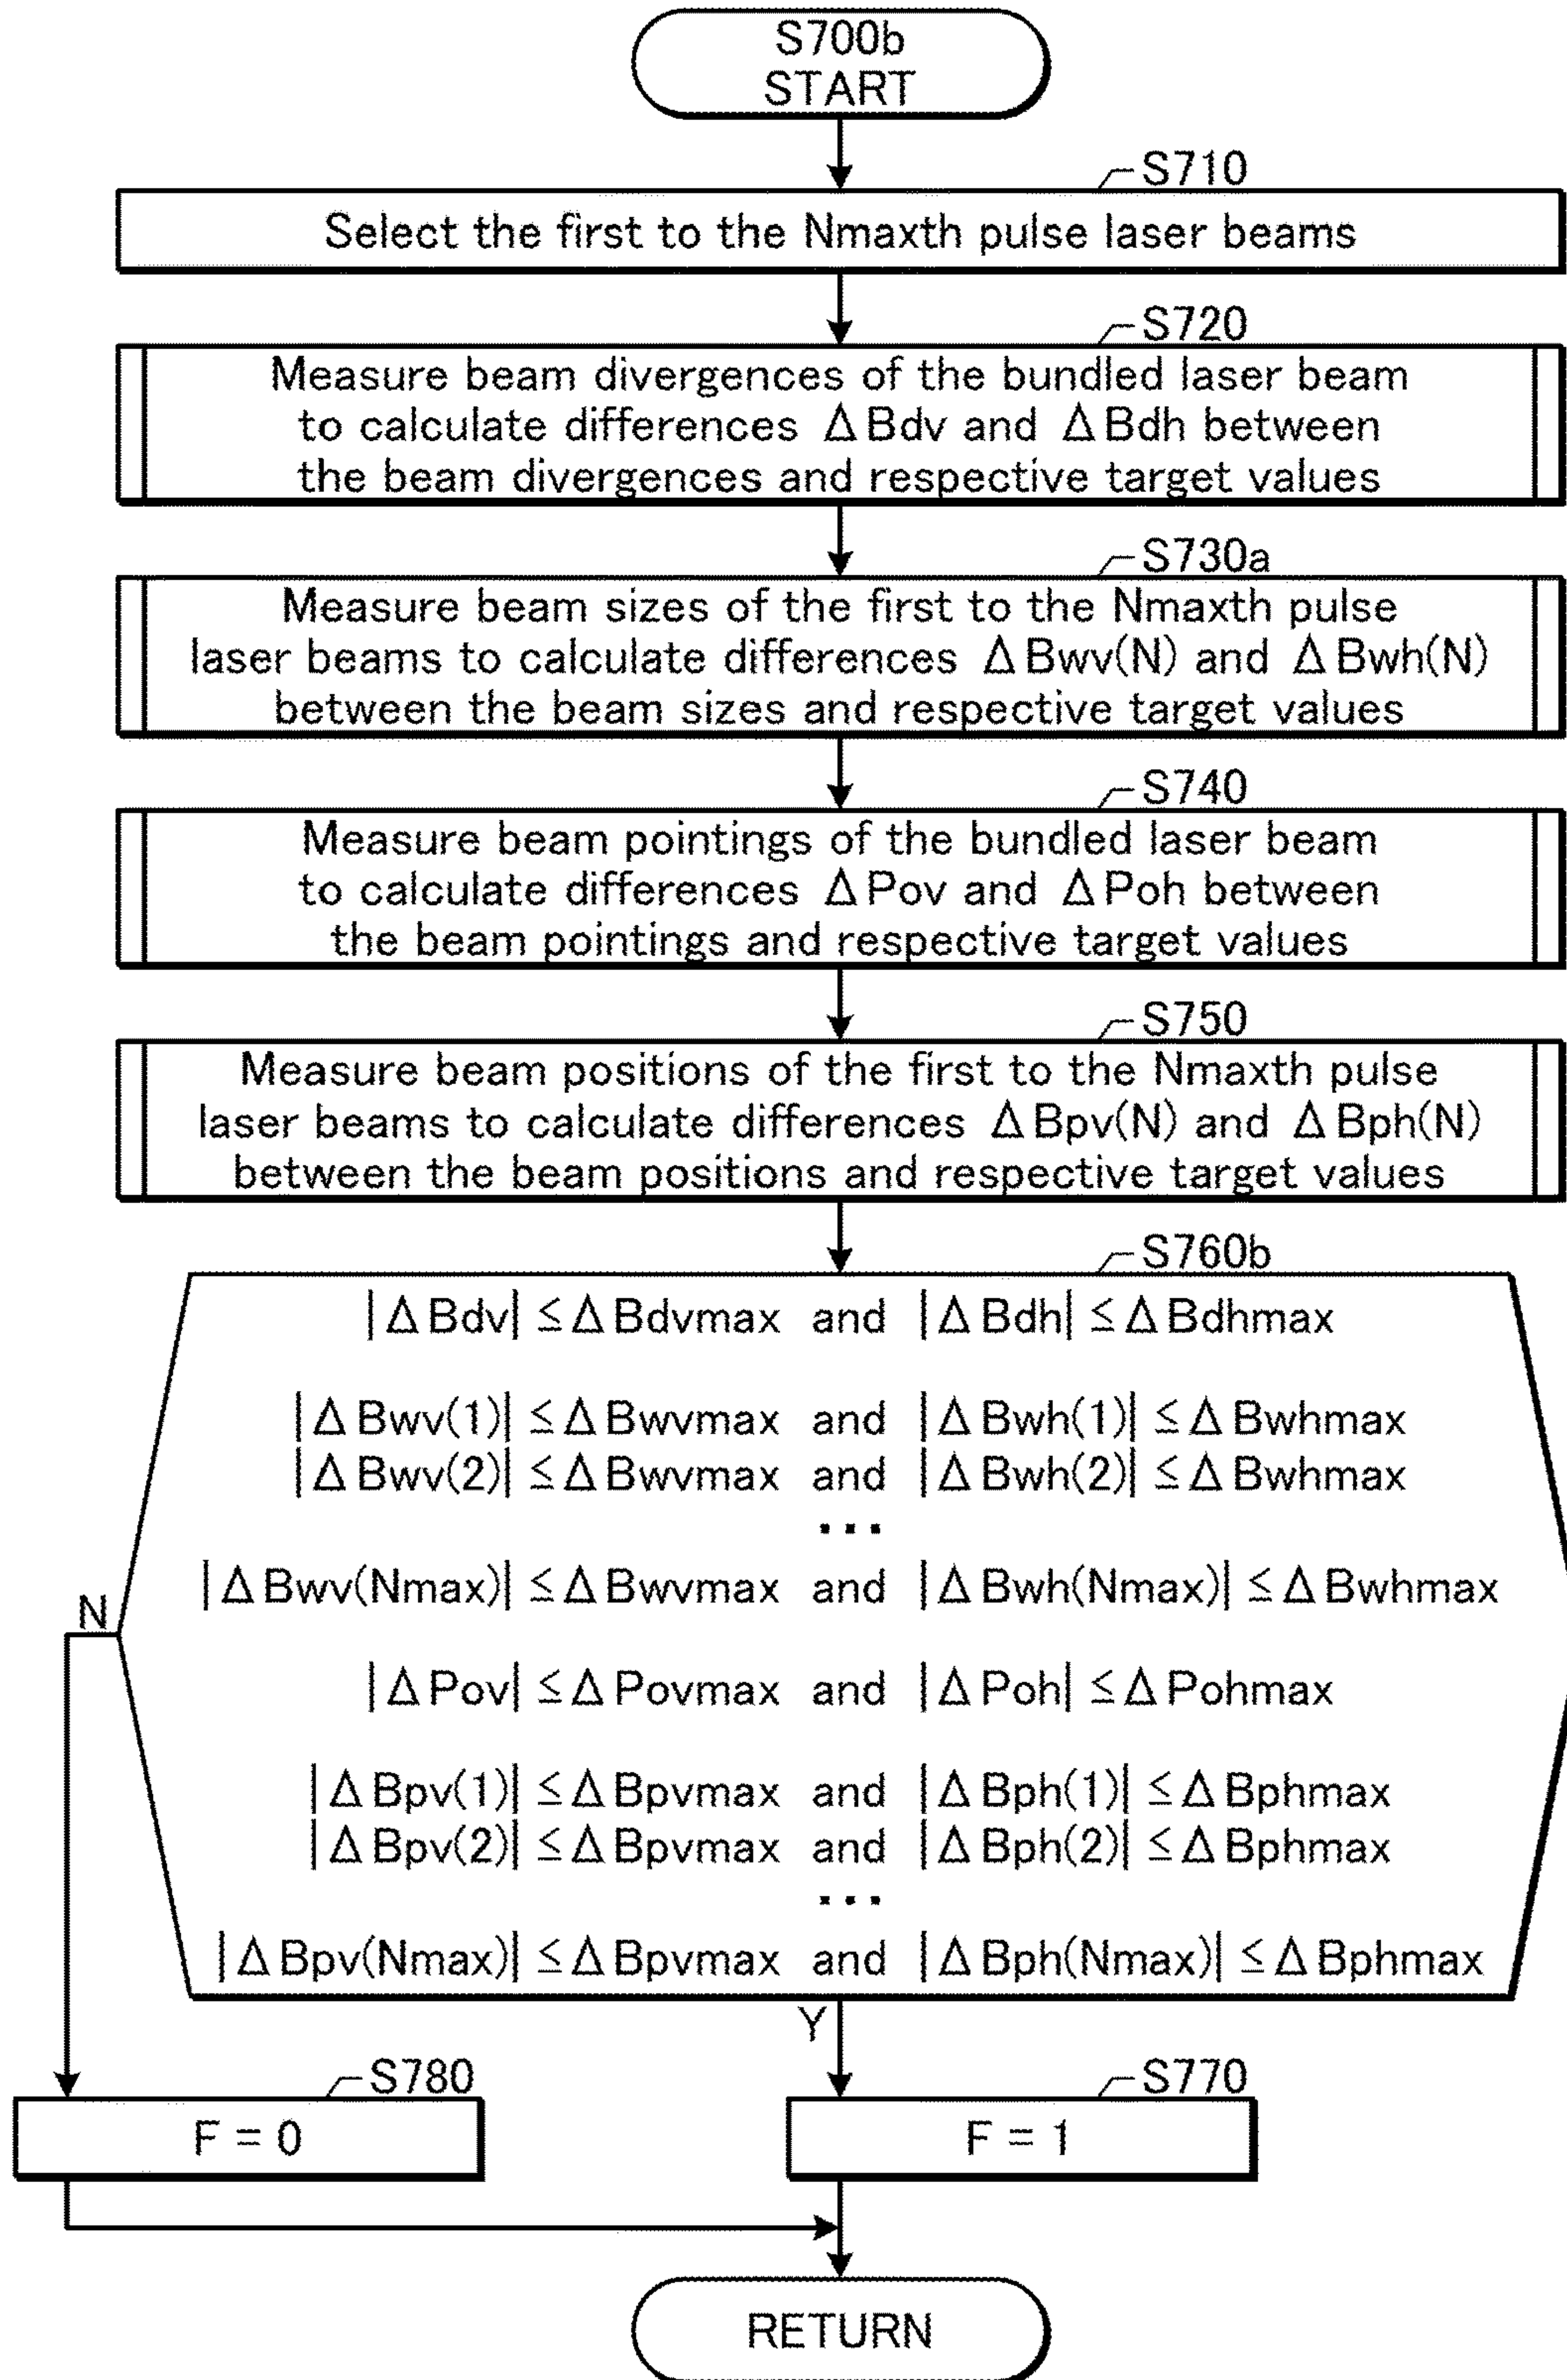 S700b
START
S710
Select the first to the Nmaxth pulse laser beams
S720
Measure beam divergences of the bundled laser beam
to calculate differences ΔBdv and ΔBdh between
the beam divergences and respective target values
S730a
Measure beam sizes of the first to the Nmaxth pulse
laser beams to calculate differences ΔBwv(N) and ΔBwh(N)
between the beam sizes and respective target values
S740
Measure beam pointings of the bundled laser beam
to calculate differences ΔPov and ΔPoh between
the beam pointings and respective target values
S750
Measure beam positions of the first to the Nmaxth pulse
laser beams to calculate differences ΔBpv(N) and ΔBph(N)
between the beam positions and respective target values
S760b
|ΔBdv| ≦ ΔBdvmax and |ΔBdh| ≦ ΔBdhmax
|ΔBwv(1)| ≦ ΔBwvmax and |ΔBwh(1)| ≦ ΔBwhmax
|ΔBwv(2)| ≦ ΔBwvmax and |ΔBwh(2)| ≦ ΔBwhmax
...
|ΔBwv(Nmax)| ≦ ΔBwvmax and |ΔBwh(Nmax)| ≦ ΔBwhmax
N
|ΔPov| ≦ ΔPovmax and |ΔPoh| ≦ ΔPohmax
|ΔBpv(1)| ≦ ΔBpvmax and |ΔBph(1)| ≦ ΔBphmax
|ΔBpv(2)| ≦ ΔBpvmax and |ΔBph(2)| ≦ ΔBphmax
...
|ΔBpv(Nmax)| ≦ ΔBpvmax and |ΔBph(Nmax)| ≦ ΔBphmax
Y
S780
S770
F = 0
F = 1
RETURN